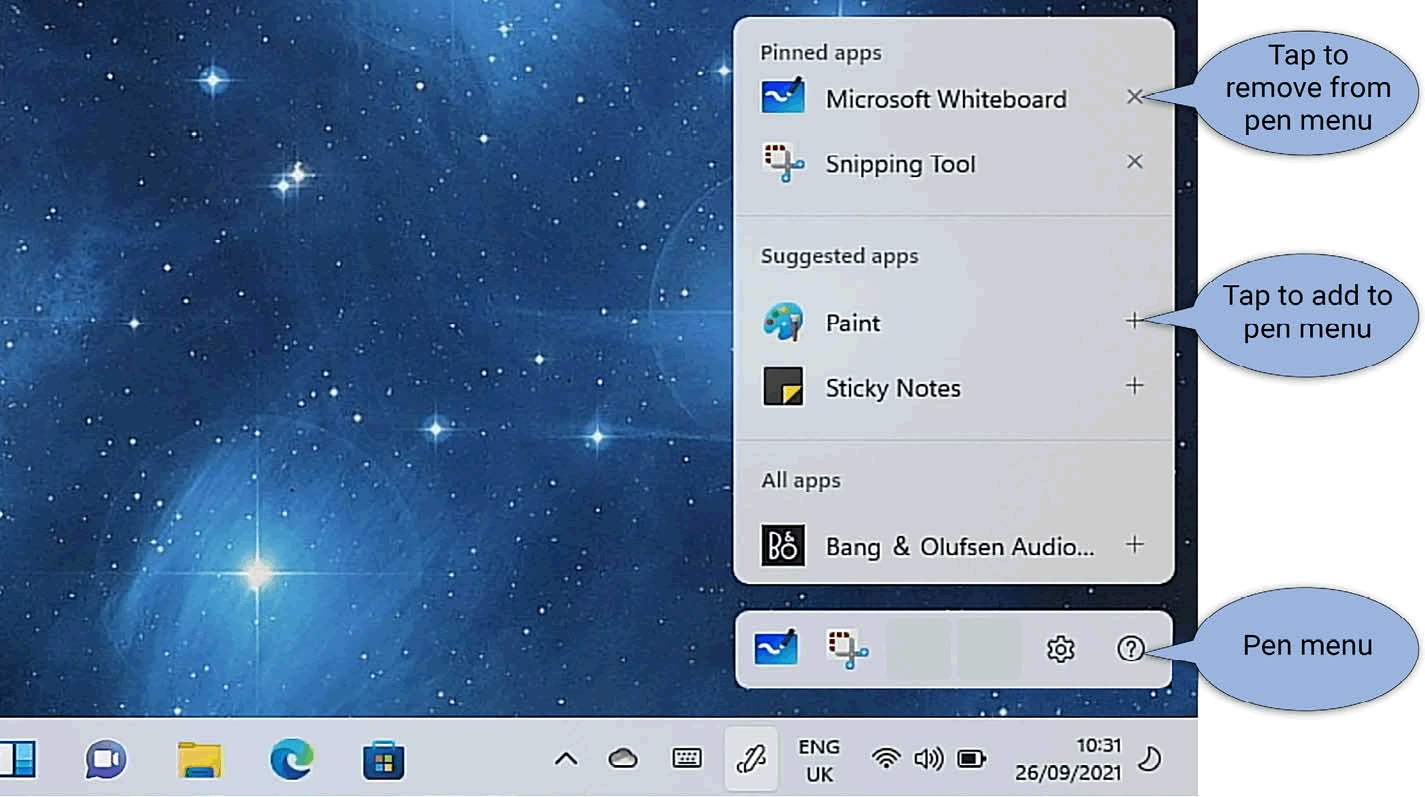 Pinned apps
Microsoft Whiteboard
Snipping Tool
Suggested apps
Paint
Sticky Notes
All apps
B&O
Bang & Olufsen Audio...
Tap to
remove from
pen menu
Tap to add to
pen menu
Pen menu
ENG
UK
10:31
26/09/2021